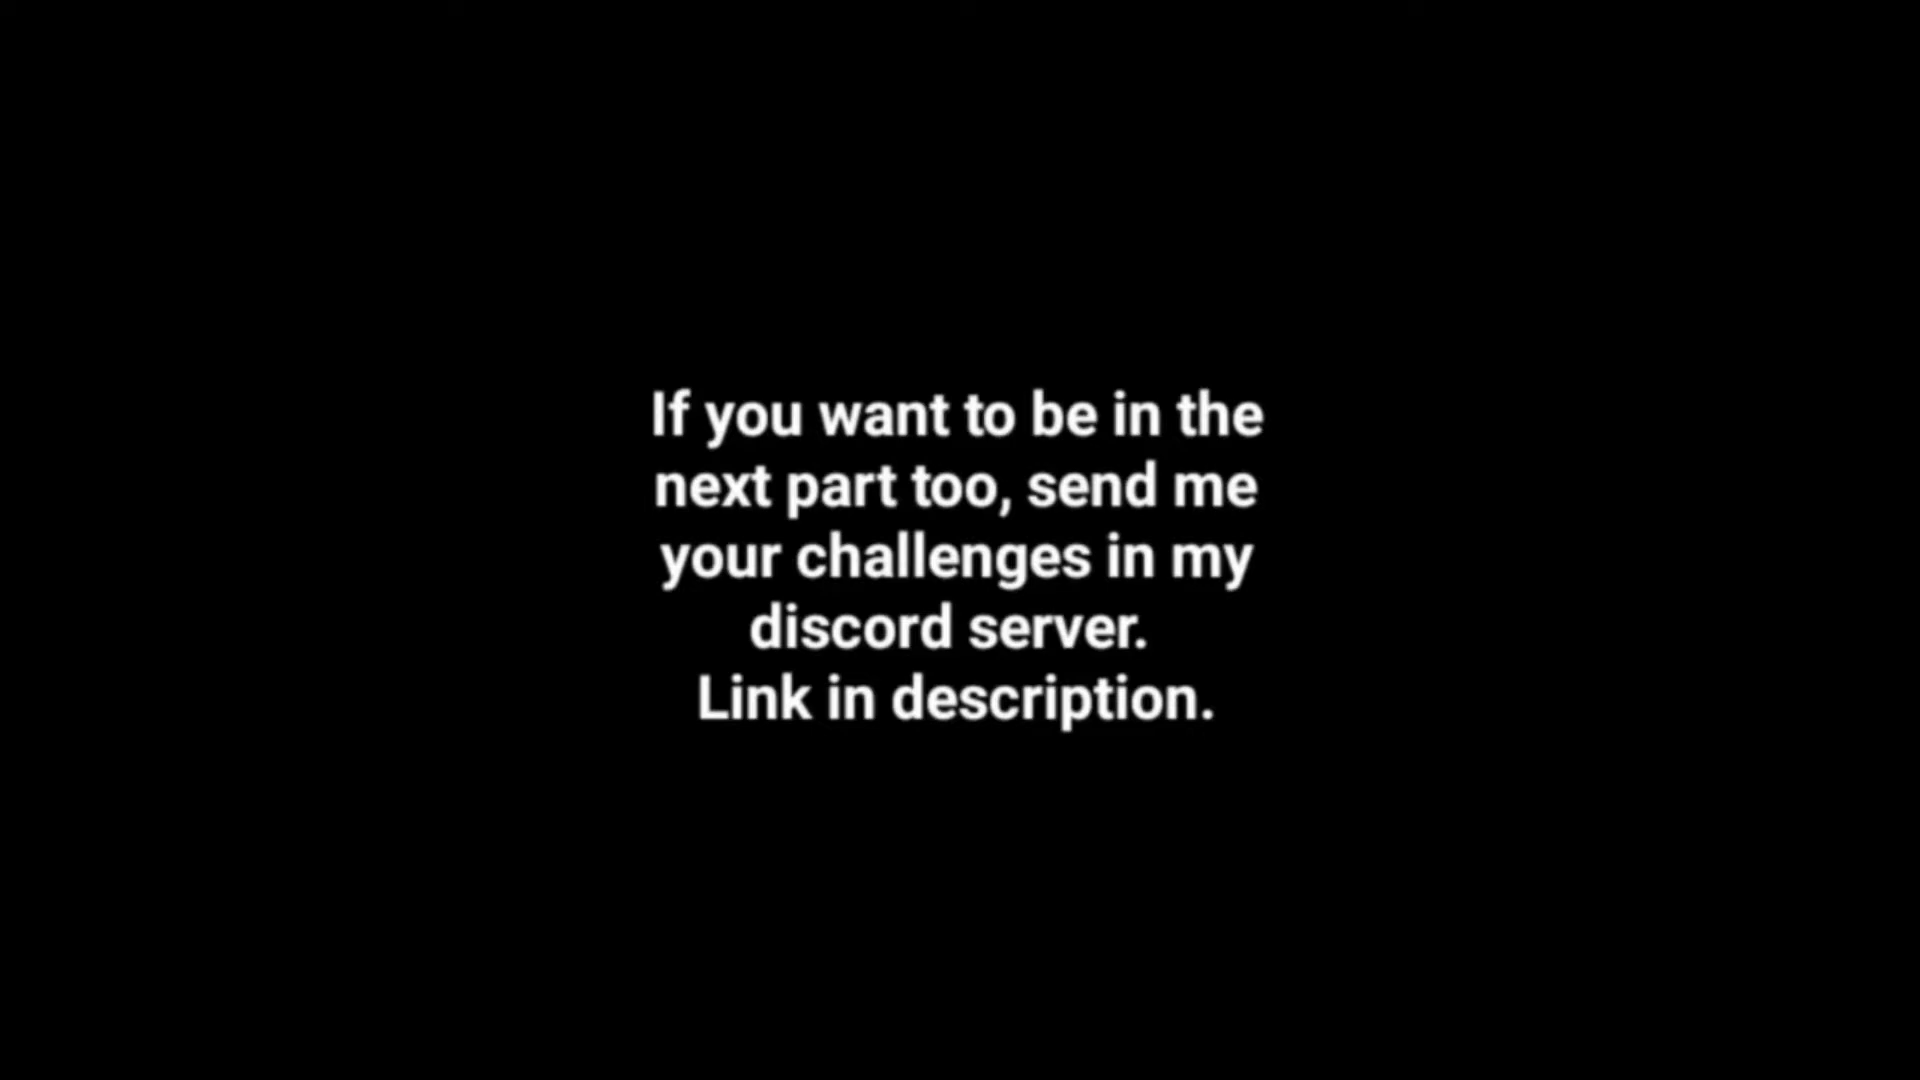 If you want to be in the
next part too, send me
your challenges in my
discord server.
Link in description.